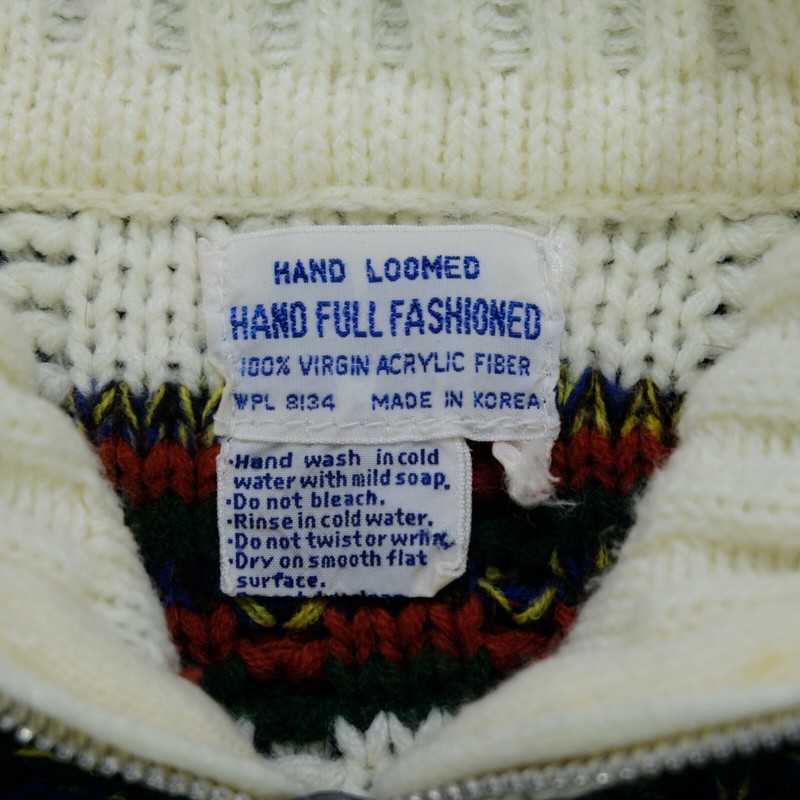 HAND LOOMED
HAND FULL FASHIONED
100% VIRGIN ACRYLIC FIBER
WPL 8134 MADE IN KOREA
•Hand wash in cold
water with mild soap.
•Do not bleach.
•Rinse in cold water.
•Do not twist or
•Dry on smooth flat
surface.